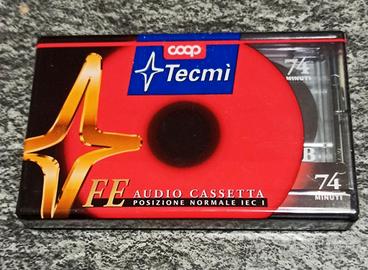 coop
Tecmì
74
MINUTI
B
FE AUDIO CASSETTA
POSIZIONE NORMALE IEC I
74
MINUTI